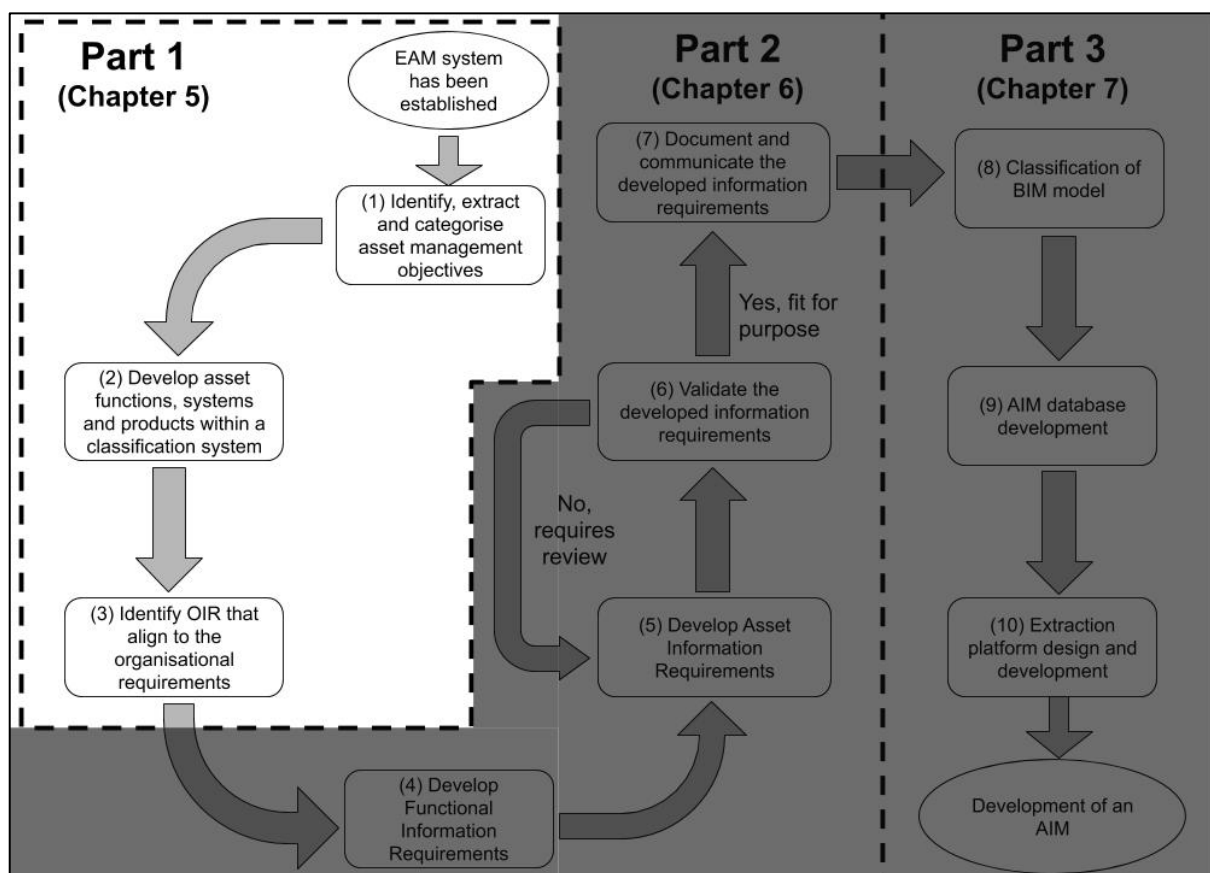 Part 1
(Chapter 5)
EAM system
has been
established
(1) Identify, extract
and categorise
asset management
objectives
(2) Develop asset
functions, systems
and products within a
classification system
(3) Identify OIR that
align to the
organisational
requirements
(4) Develop
Functional
Information
Requirements
Part 2
(Chapter 6)
(7) Document and
communicate the
developed information
requirements
Yes, fit for
purpose
(6) Validate the
developed information
requirements
No,
requires
review
(5) Develop Asset
Information
Requirements
Part 3
(Chapter 7)
(8) Classification of
BIM model
(9) AIM database
development
(10) Extraction
platform design and
development
Development of an
AIM